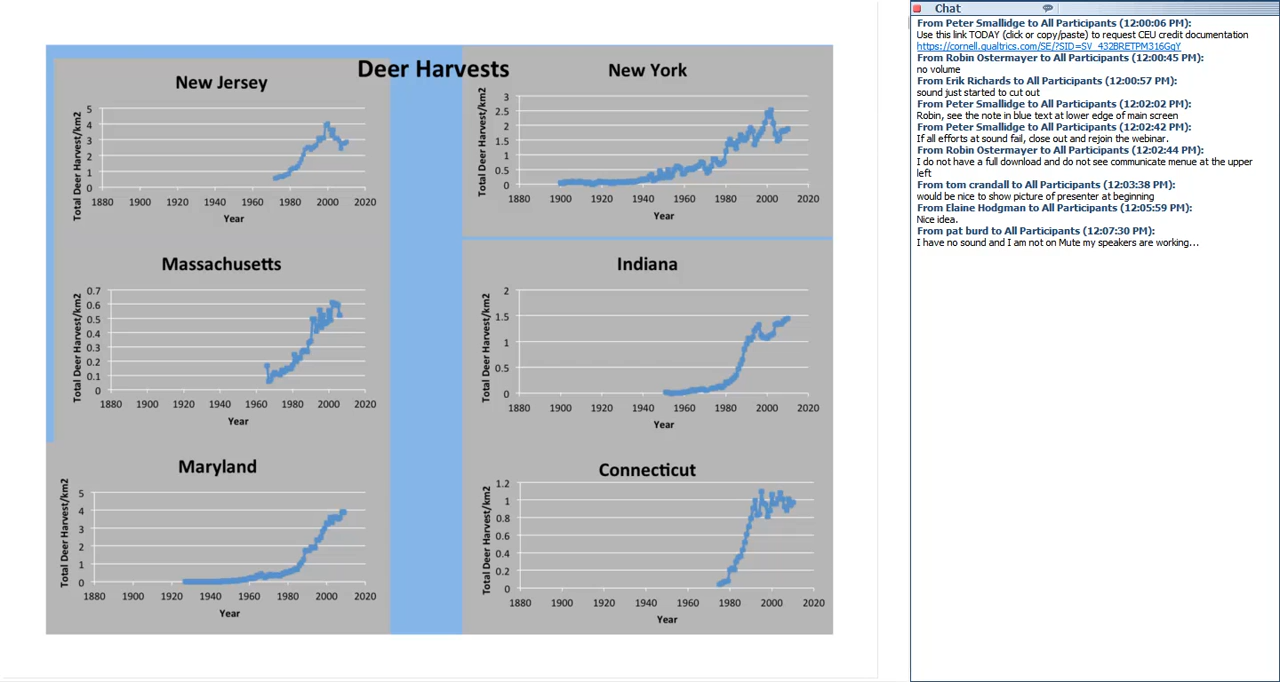 Deer Harvests
New Jersey
Total Deer Harvest/km2
5
4
3
2
1
0
1880 1900 1920 1940 1960 1980 2000 2020
Year
New York
Total Deer Harvest/km2
3
2.5
2
1.5
1
0.5
0
1880 1900 1920 1940 1960 1980 2000 2020
Year
Massachusetts
Total Deer Harvest/km2
0.7
0.6
0.5
0.4
0.3
0.2
0.1
0
1880 1900 1920 1940 1960 1980 2000 2020
Year
Indiana
Total Deer Harvest/km2
2
1.5
1
0.5
0
1880 1900 1920 1940 1960 1980 2000 2020
Year
Maryland
Total Deer Harvest/km2
5
4
3
2
1
0
1880 1900 1920 1940 1960 1980 2000 2020
Year
Connecticut
Total Deer Harvest/km2
1.2
1
0.8
0.6
0.4
0.2
0
1880 1900 1920 1940 1960 1980 2000 2020
Year
Chat
From Peter Smallidge to All Participants (12:00:06 PM):
Use this link TODAY (click or copy/paste) to request CEU credit documentation
https://cornell.qualtrics.com/SE/?SID=SV_432BRETPM316GqY
From Robin Ostermayer to All Participants (12:00:45 PM):
no volume
From Erik Richards to All Participants (12:00:57 PM):
sound just started to cut out
From Peter Smallidge to All Participants (12:02:02 PM):
Robin, see the note in blue text at lower edge of main screen
From Peter Smallidge to All Participants (12:02:42 PM):
If all efforts at sound fail, close out and rejoin the webinar.
From Robin Ostermayer to All Participants (12:02:44 PM):
I do not have a full download and do not see communicate menue at the upper
left
From tom crandall to All Participants (12:03:38 PM):
would be nice to show picture of presenter at beginning
From Elaine Hodgman to All Participants (12:05:59 PM):
Nice idea.
From pat burd to All Participants (12:07:30 PM):
I have no sound and I am not on Mute my speakers are working...